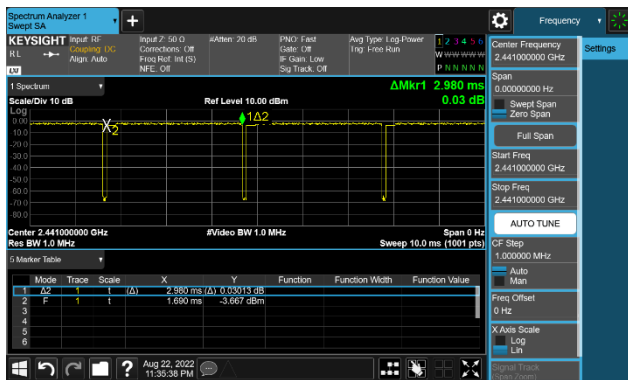 Spectrum Analyzer 1
Swept SA
+
Frequency
KEYSIGHT Input: RF Input Z: 50 Ω #Atten: 20 dB PNO: Fast Avg Type: Log-Power 1 2 3 4 5 6
RL Coupling: DC Corrections: Off Gate: Off Trig: Free Run W W W W W W
Align: Auto Freq Ref: Int (S) IF Gain: Low P N N N N N
NFE: Off Sig Track: Off
LXI
1 Spectrum ΔMkr1 2.980 ms
Scale/Div 10 dB Ref Level 10.00 dBm 0.03 dB
Log
0.00
-10.0
-20.0
-30.0
-40.0
-50.0
-60.0
-70.0
-80.0
X2
1Δ2
Center 2.441000000 GHz #Video BW 1.0 MHz Span 0 Hz
Res BW 1.0 MHz Sweep 10.0 ms (1001 pts)
5 Marker Table
Mode Trace Scale X Y Function Function Width Function Value
1 Δ2 1 t (Δ) 2.980 ms (Δ) 0.03013 dB
2 F 1 t 1.690 ms -3.667 dBm
3
4
5
6
Aug 22, 2022
11:35:38 PM
?
Center Frequency
2.441000000 GHz
Settings
Span
0.00000000 Hz
Swept Span
Zero Span
Full Span
Start Freq
2.441000000 GHz
Stop Freq
2.441000000 GHz
AUTO TUNE
CF Step
1.000000 MHz
Auto
Man
Freq Offset
0 Hz
X Axis Scale
Log
Lin
Signal Track
(Span Zoom)